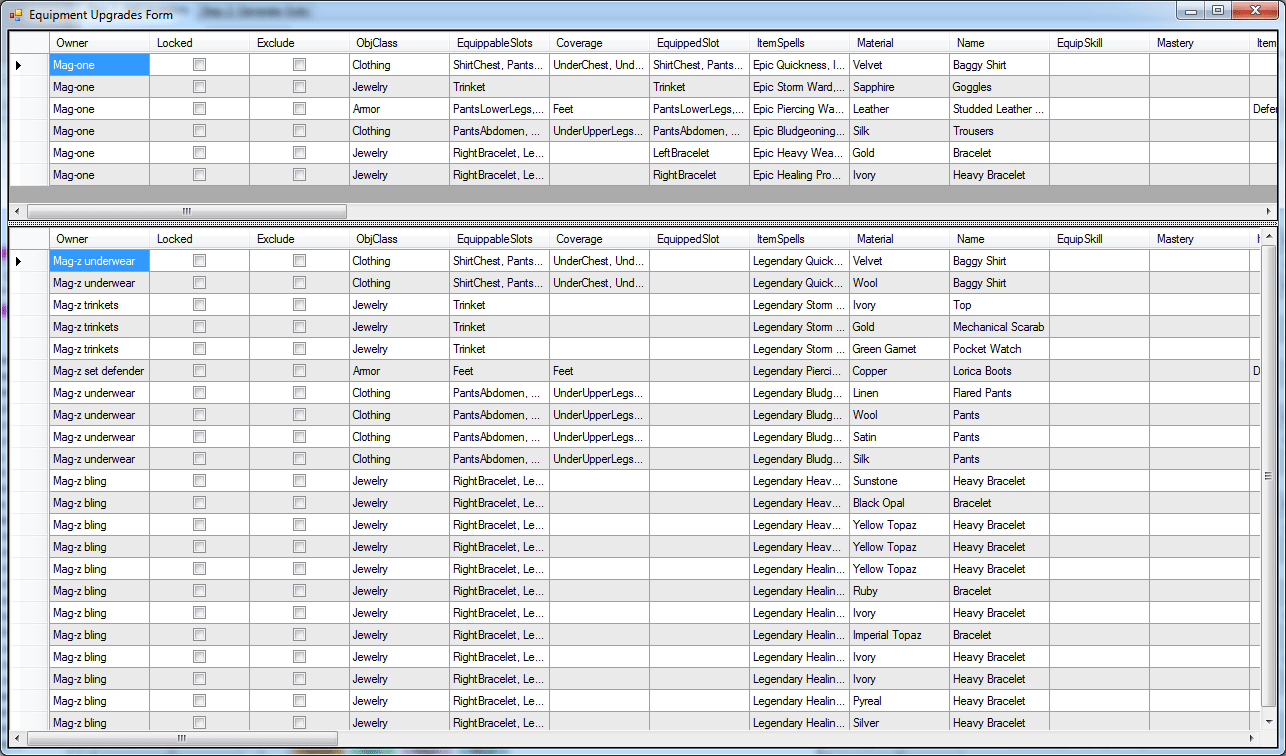 Equipment Upgrades Form
Owner Locked Exclude ObjClass EquippableSlots Coverage EquippedSlot ItemSpells Material Name EquipSkill Mastery Item
Mag-one Clothing ShirtChest, Pants... UnderChest, Und... ShirtChest, Pants... Epic Quickness, I... Velvet Baggy Shirt
Mag-one Jewelry Trinket Trinket Epic Storm Ward,... Sapphire Goggles
Mag-one Armor PantsLowerLegs,... Feet PantsLowerLegs,... Epic Piercing Wa... Leather Studded Leather ... Defen
Mag-one Clothing PantsAbdomen, ... UnderUpperLegs... PantsAbdomen, ... Epic Bludgeoning... Silk Trousers
Mag-one Jewelry RightBracelet, Le... LeftBracelet Epic Heavy Wea... Gold Bracelet
Mag-one Jewelry RightBracelet, Le... RightBracelet Epic Healing Pro... Ivory Heavy Bracelet
Owner Locked Exclude ObjClass EquippableSlots Coverage EquippedSlot ItemSpells Material Name EquipSkill Mastery
Mag-z underwear Clothing ShirtChest, Pants... UnderChest, Und... Legendary Quick... Velvet Baggy Shirt
Mag-z underwear Clothing ShirtChest, Pants... UnderChest, Und... Legendary Quick... Wool Baggy Shirt
Mag-z trinkets Jewelry Trinket Legendary Storm ... Ivory Top
Mag-z trinkets Jewelry Trinket Legendary Storm ... Gold Mechanical Scarab
Mag-z trinkets Jewelry Trinket Legendary Storm ... Green Garnet Pocket Watch
Mag-z set defender Armor Feet Feet Legendary Pierci... Copper Lorica Boots D
Mag-z underwear Clothing PantsAbdomen, ... UnderUpperLegs... Legendary Bludg... Linen Flared Pants
Mag-z underwear Clothing PantsAbdomen, ... UnderUpperLegs... Legendary Bludg... Wool Pants
Mag-z underwear Clothing PantsAbdomen, ... UnderUpperLegs... Legendary Bludg... Satin Pants
Mag-z underwear Clothing PantsAbdomen, ... UnderUpperLegs... Legendary Bludg... Silk Pants
Mag-z bling Jewelry RightBracelet, Le... Legendary Heav... Sunstone Heavy Bracelet
Mag-z bling Jewelry RightBracelet, Le... Legendary Heav... Black Opal Bracelet
Mag-z bling Jewelry RightBracelet, Le... Legendary Heav... Yellow Topaz Heavy Bracelet
Mag-z bling Jewelry RightBracelet, Le... Legendary Heav... Yellow Topaz Heavy Bracelet
Mag-z bling Jewelry RightBracelet, Le... Legendary Healin... Yellow Topaz Heavy Bracelet
Mag-z bling Jewelry RightBracelet, Le... Legendary Healin... Ruby Bracelet
Mag-z bling Jewelry RightBracelet, Le... Legendary Healin... Ivory Heavy Bracelet
Mag-z bling Jewelry RightBracelet, Le... Legendary Healin... Imperial Topaz Bracelet
Mag-z bling Jewelry RightBracelet, Le... Legendary Healin... Ivory Heavy Bracelet
Mag-z bling Jewelry RightBracelet, Le... Legendary Healin... Ivory Heavy Bracelet
Mag-z bling Jewelry RightBracelet, Le... Legendary Healin... Pyreal Heavy Bracelet
Mag-z bling Jewelry RightBracelet, Le... Legendary Healin... Silver Heavy Bracelet